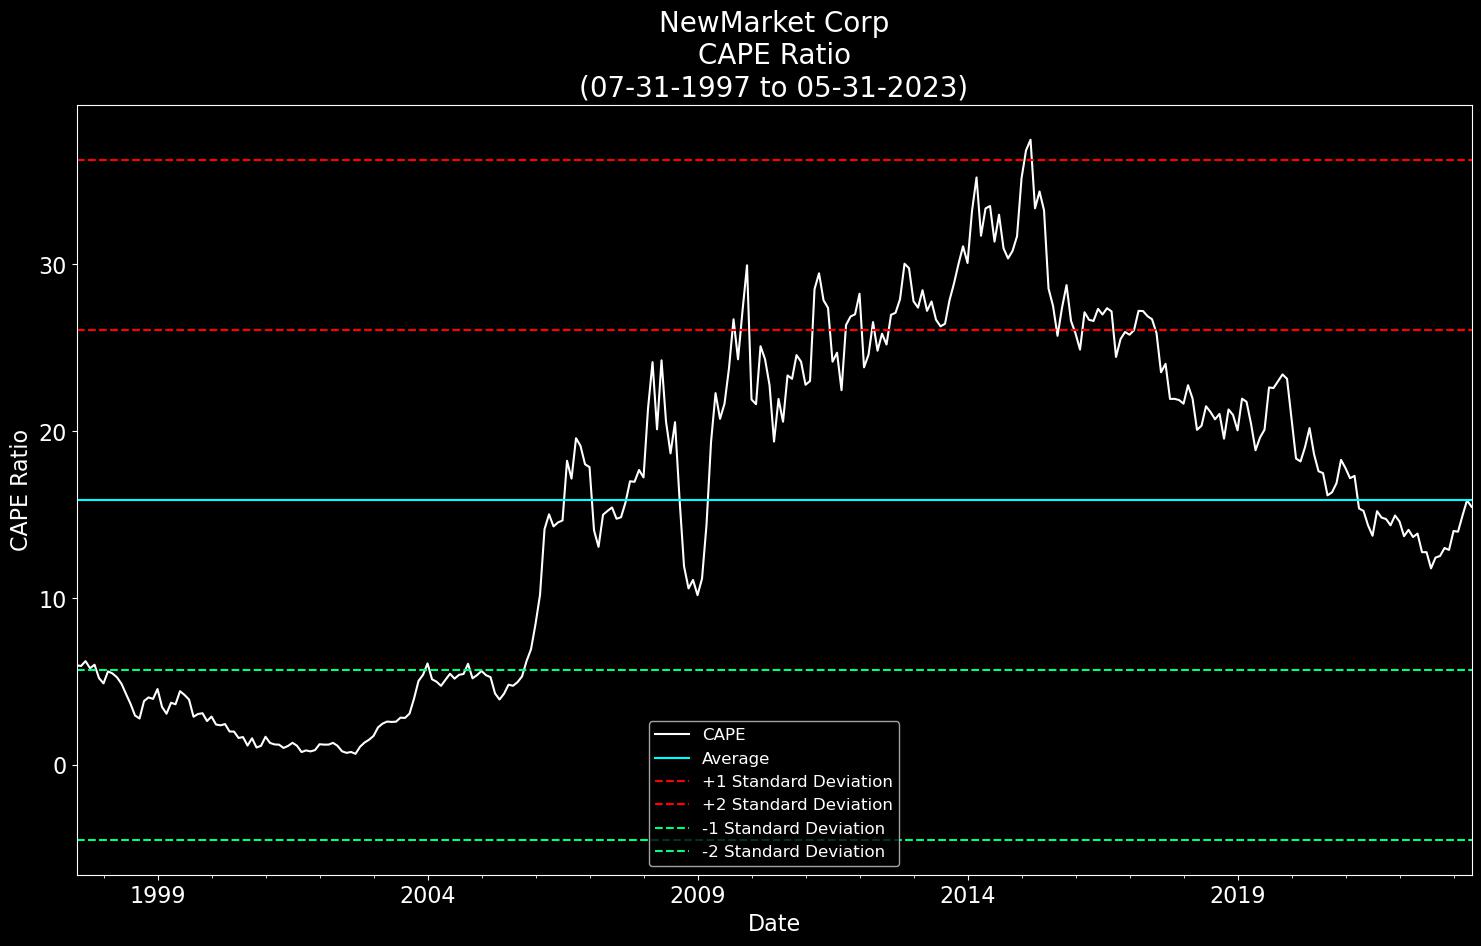 NewMarket Corp
CAPE Ratio
(07-31-1997 to 05-31-2023)
CAPE Ratio
30
20
10
0
CAPE
Average
+1 Standard Deviation
+2 Standard Deviation
-1 Standard Deviation
-2 Standard Deviation
1999 2004 2009 2014 2019
Date